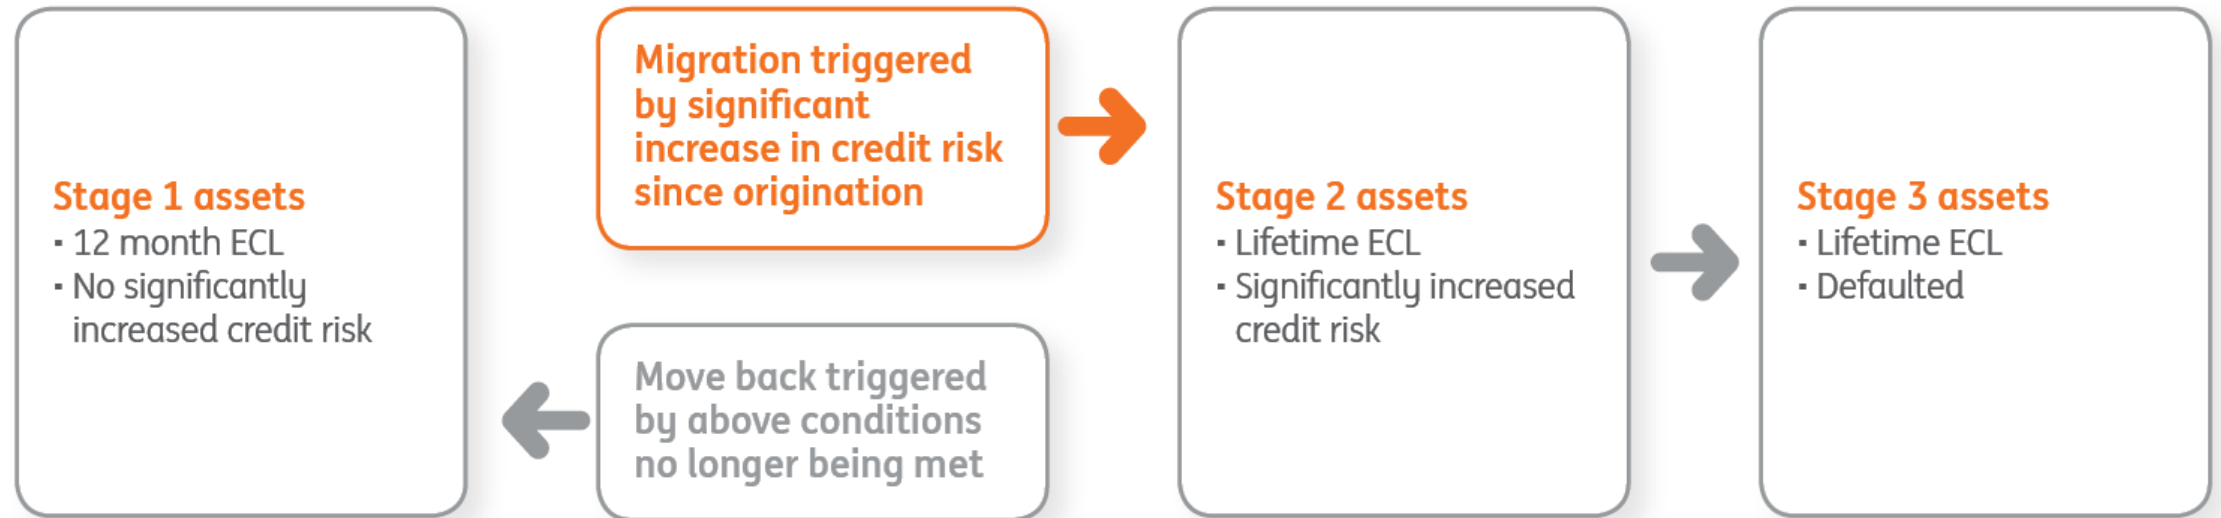 Stage 1 assets
▪ 12 month ECL
▪ No significantly
increased credit risk
Migration triggered
by significant
increase in credit risk
since origination
Move back triggered
by above conditions
no longer being met
Stage 2 assets
▪ Lifetime ECL
▪ Significantly increased
credit risk
Stage 3 assets
▪ Lifetime ECL
▪ Defaulted